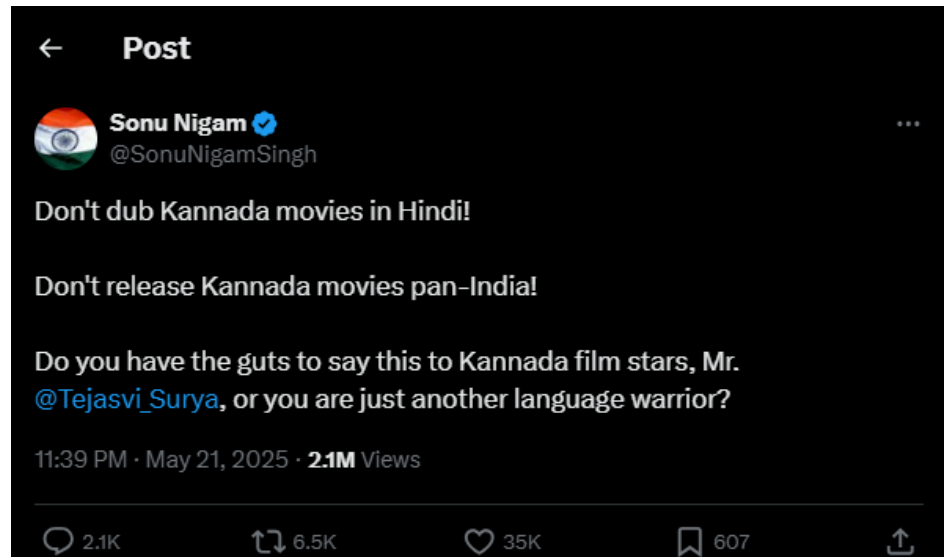 Post
Sonu Nigam
@SonuNigamSingh
Don't dub Kannada movies in Hindi!
Don't release Kannada movies pan-India!
Do you have the guts to say this to Kannada film stars, Mr.
@Tejasvi_Surya, or you are just another language warrior?
11:39 PM · May 21, 2025 · 2.1M Views
2.1K 6.5K 35K 607